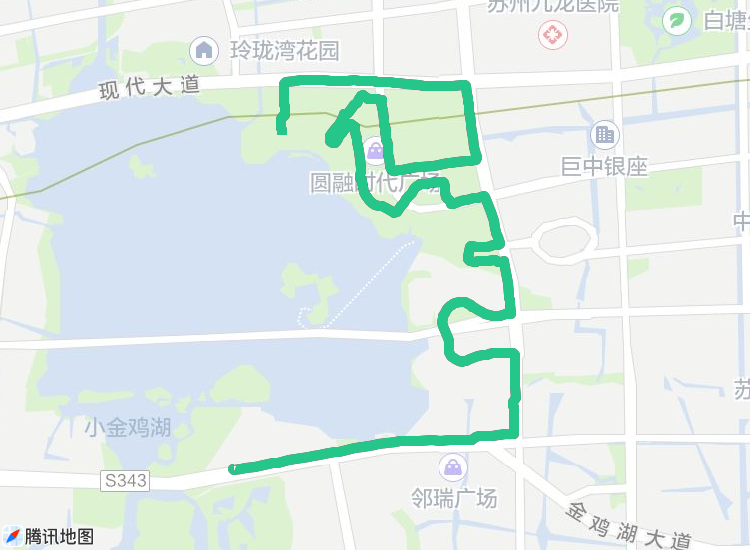 苏州九龙医院
白塘
玲珑湾花园
现代大道
巨中银座
圆融时代广场
中
苏
小金鸡湖
S343
邻瑞广场
金鸡湖大道
腾讯地图